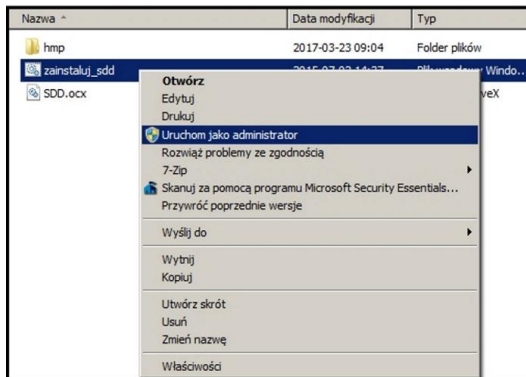 Nazwa Data modyfikacji Typ
hmp 2017-03-23 09:04 Folder plików
zainstaluj_sdd Windo...
SDD.ocx veX
Otwórz
Edytuj
Drukuj
Uruchom jako administrator
Rozwiąż problemy ze zgodnością
7-Zip
Skanuj za pomocą programu Microsoft Security Essentials...
Przywróć poprzednie wersje
Wyślij do
Wytnij
Kopiuj
Utwórz skrót
Usuń
Zmień nazwę
Właściwości